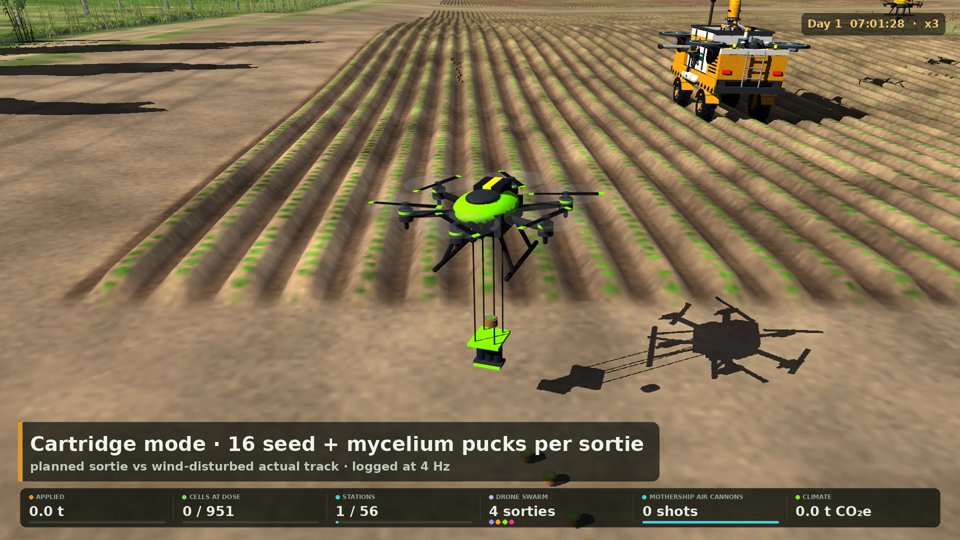 Day 1 07:01:28 · x3
Cartridge mode · 16 seed + mycelium pucks per sortie
planned sortie vs wind-disturbed actual track · logged at 4 Hz
APPLIED
0.0 t
CELLS AT DOSE
0 / 951
STATIONS
1 / 56
DRONE SWARM
4 sorties
MOTHERSHIP AIR CANNONS
0 shots
CLIMATE
0.0 t CO₂e